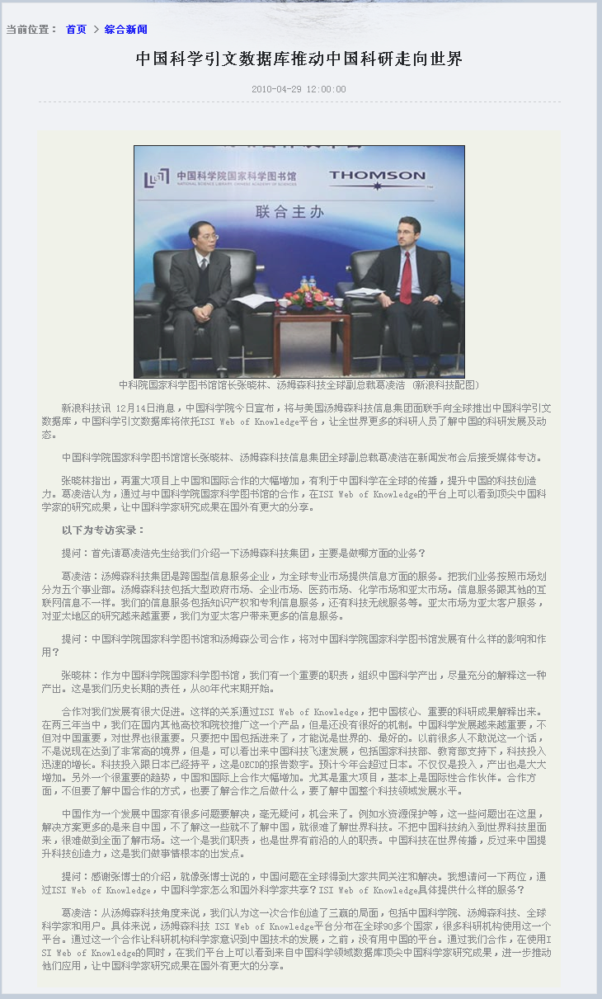 当前位置： 首页 > 综合新闻
中国科学引文数据库推动中国科研走向世界
2010-04-29 12:00:00
中国科学院国家科学图书馆
NATIONAL SCIENCE LIBRARY, CHINESE ACADEMY OF SCIENCES
THOMSON
联合主办
中科院国家科学图书馆馆长张晓林、汤姆森科技全球副总裁葛凌浩 (新浪科技配图)
新浪科技讯 12月14日消息，中国科学院今日宣布，将与美国汤姆森科技信息集团面联手向全球推出中国科学引文
数据库，中国科学引文数据库将依托ISI Web of Knowledge平台，让全世界更多的科研人员了解中国的科研发展及动
态。
中国科学院国家科学图书馆馆长张晓林、汤姆森科技信息集团全球副总裁葛凌浩在新闻发布会后接受媒体专访。
张晓林指出，再重大项目上中国和国际合作的大幅增加，有利于中国科学在全球的传播，提升中国的科技创造
力。葛凌浩认为，通过与中国科学院国家科学图书馆的合作，在ISI Web of Knowledge的平台上可以看到顶尖中国科
学家的研究成果，让中国科学家研究成果在国外有更大的分享。
以下为专访实录：
提问：首先请葛凌浩先生给我们介绍一下汤姆森科技集团，主要是做哪方面的业务？
葛凌浩：汤姆森科技集团是跨国型信息服务企业，为全球专业市场提供信息方面的服务。把我们业务按照市场划
分为五个事业部。汤姆森科技包括大型政府市场、企业市场、医药市场、化学市场和亚太市场。信息服务跟其他的互
联网信息不一样。我们的信息服务包括知识产权和专利信息服务，还有科技无线服务等。亚太市场为亚太客户服务，
对亚太地区的研究越来越重要，我们为亚太客户带来更多的信息服务。
提问：中国科学院国家科学图书馆和汤姆森公司合作，将对中国科学院国家科学图书馆发展有什么样的影响和作
用？
张晓林：作为中国科学院国家科学图书馆，我们有一个重要的职责，组织中国科学产出，尽量充分的解释这一种
产出。这是我们历史长期的责任，从80年代末期开始。
合作对我们发展有很大促进。这样的关系通过ISI Web of Knowledge，把中国核心、重要的科研成果解释出来。
在两三年当中，我们在国内其他高校和院校推广这一个产品，但是还没有很好的机制。中国科学发展越来越重要，不
但对中国重要，对世界也很重要。只要把中国包括进来了，才能说是世界的、最好的。以前很多人不敢说这一个话，
不是说现在达到了非常高的境界，但是，可以看出来中国科技飞速发展，包括国家科技部、教育部支持下，科技投入
迅速的增长。科技投入跟日本已经持平，这是OECD的报告数字。预计今年会超过日本。不仅仅是投入，产出也是大大
增加。另外一个很重要的趋势，中国和国际上合作大幅增加。尤其是重大项目，基本上是国际性合作伙伴。合作方
面，不但要了解中国合作的方式，也要了解合作之后做什么，要了解中国整个科技领域发展水平。
中国作为一个发展中国家有很多问题要解决，毫无疑问，机会来了。例如水资源保护等，这一些问题出在这里，
解决方案更多的是来自中国，不了解这一些就不了解中国，就很难了解世界科技。不把中国科技纳入到世界科技里面
来，很难做到全面了解市场。这一个是我们职责，也是世界有前沿的人的职责。中国科技在世界传播，反过来中国提
升科技创造力，这是我们做事情根本的出发点。
提问：感谢张博士的介绍，就像张博士说的，中国问题在全球得到大家共同关注和解决。我想请问一下两位，通
过ISI Web of Knowledge，中国科学家怎么和国外科学家共享？ISI Web of Knowledge具体提供什么样的服务？
葛凌浩：从汤姆森科技角度来说，我们认为这一次合作创造了三赢的局面，包括中国科学院、汤姆森科技、全球
科学家和用户。具体来说，汤姆森科技 ISI Web of Knowledge平台分布在全球90多个国家，很多科研机构使用这一个
平台。通过这一个合作让科研机构科学家意识到中国技术的发展，之前，没有用中国的平台。通过我们合作，在使用I
SI Web of Knowledge的同时，在我们平台上可以看到来自中国科学领域数据库顶尖中国科学家研究成果，进一步推动
他们应用，让中国科学家研究成果在国外有更大的分享。